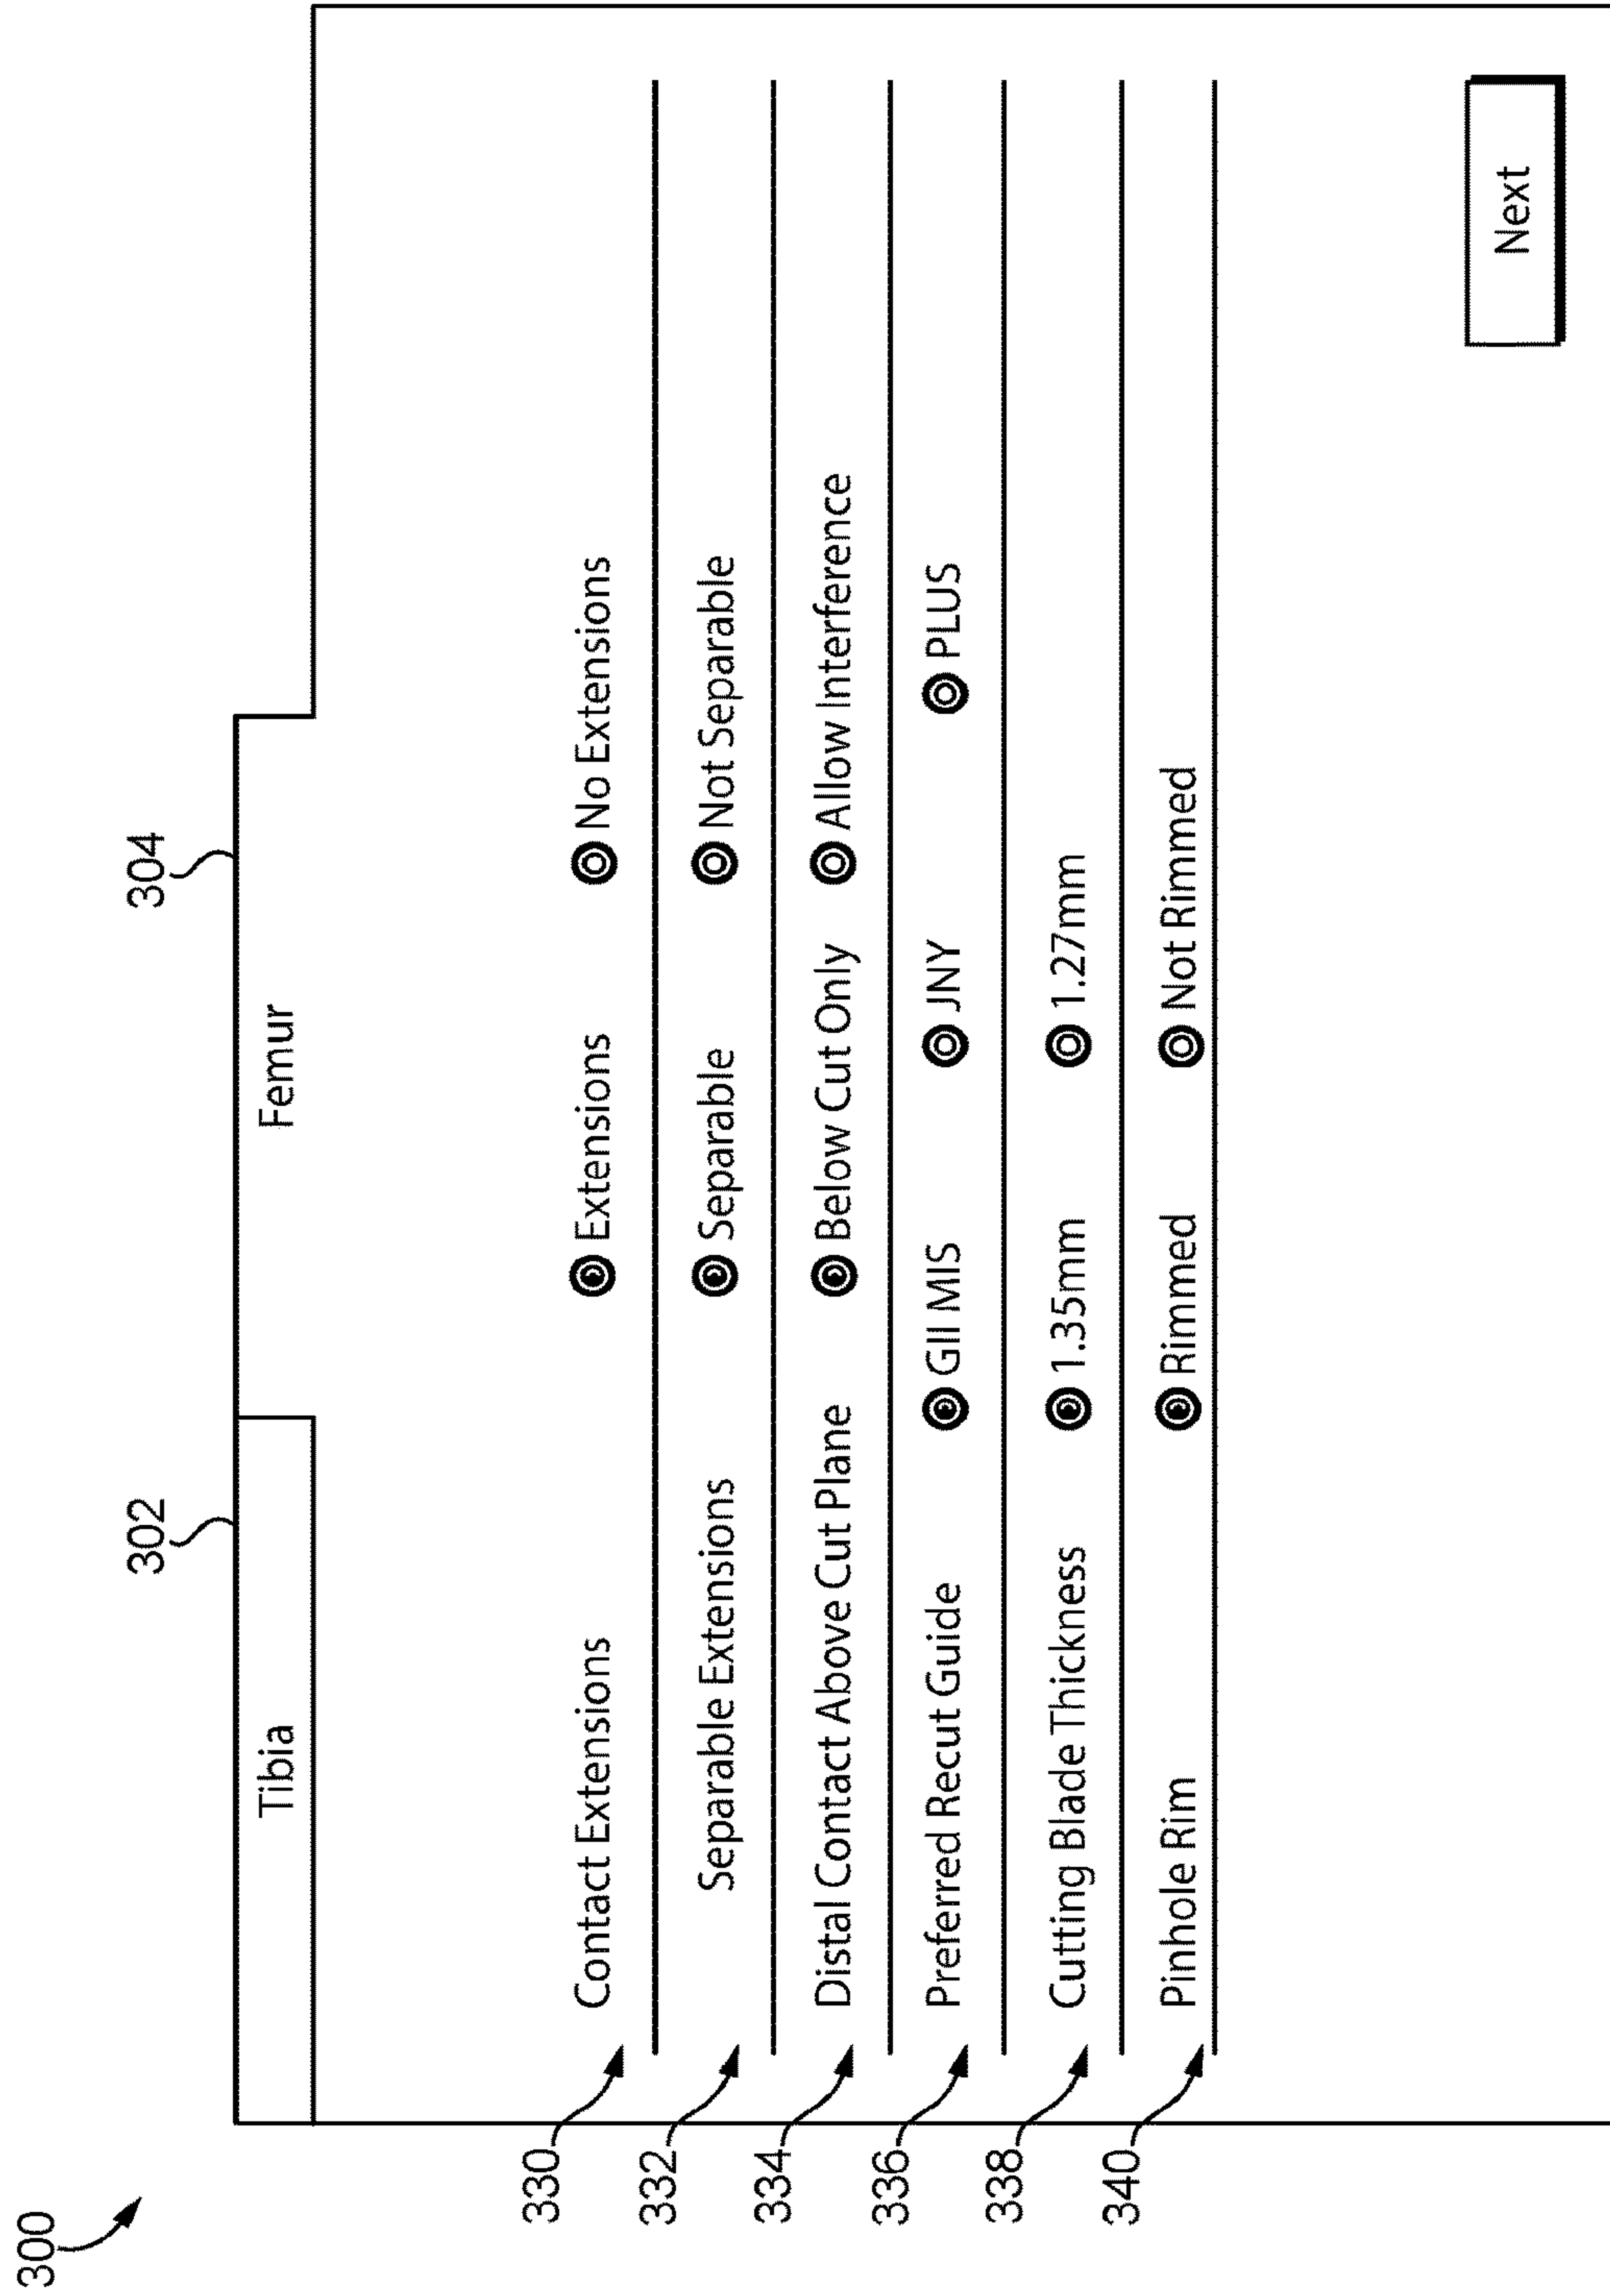 300
302
304
Tibia
Femur
330
Contact Extensions Extensions No Extensions
332
Separable Extensions Separable Not Separable
334
Distal Contact Above Cut Plane Below Cut Only Allow Interference
336
Preferred Recut Guide GII MIS JNY PLUS
338
Cutting Blade Thickness 1.35mm 1.27mm
340
Pinhole Rim Rimmed Not Rimmed
Next